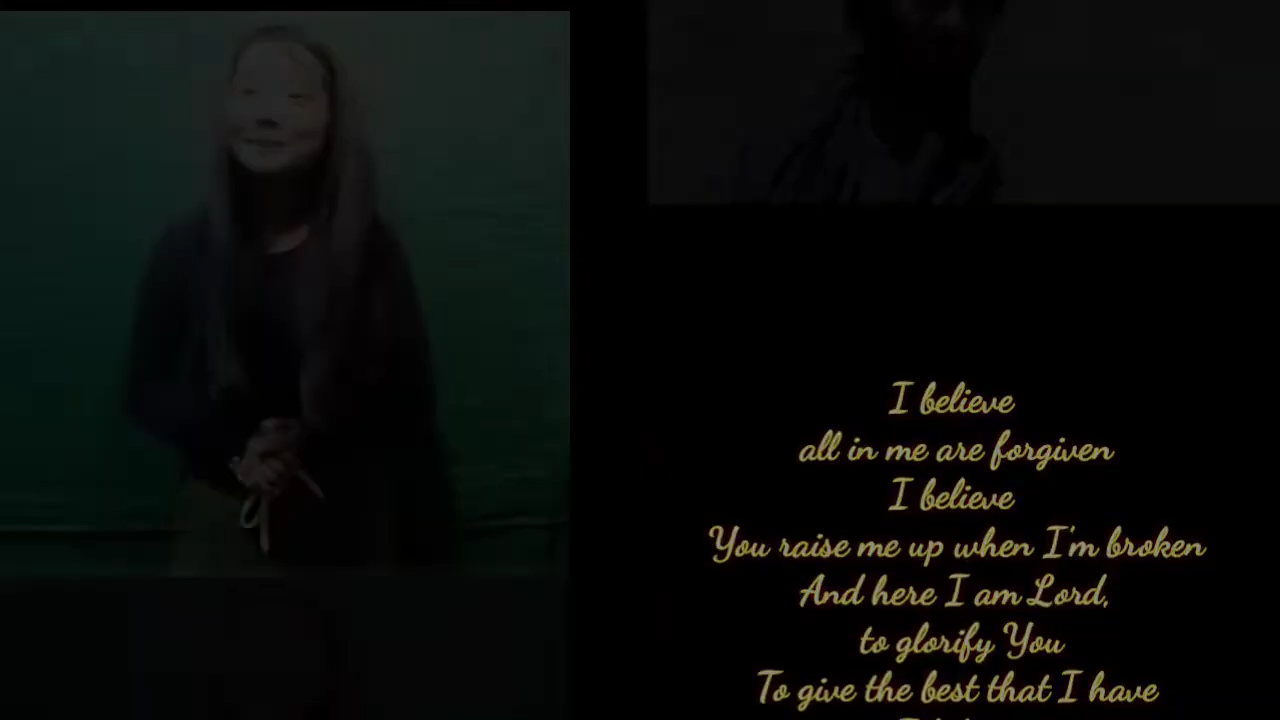 I believe
all in me are forgiven
I believe
You raise me up when I'm broken
And here I am Lord,
to glorify You
To give the best that I have